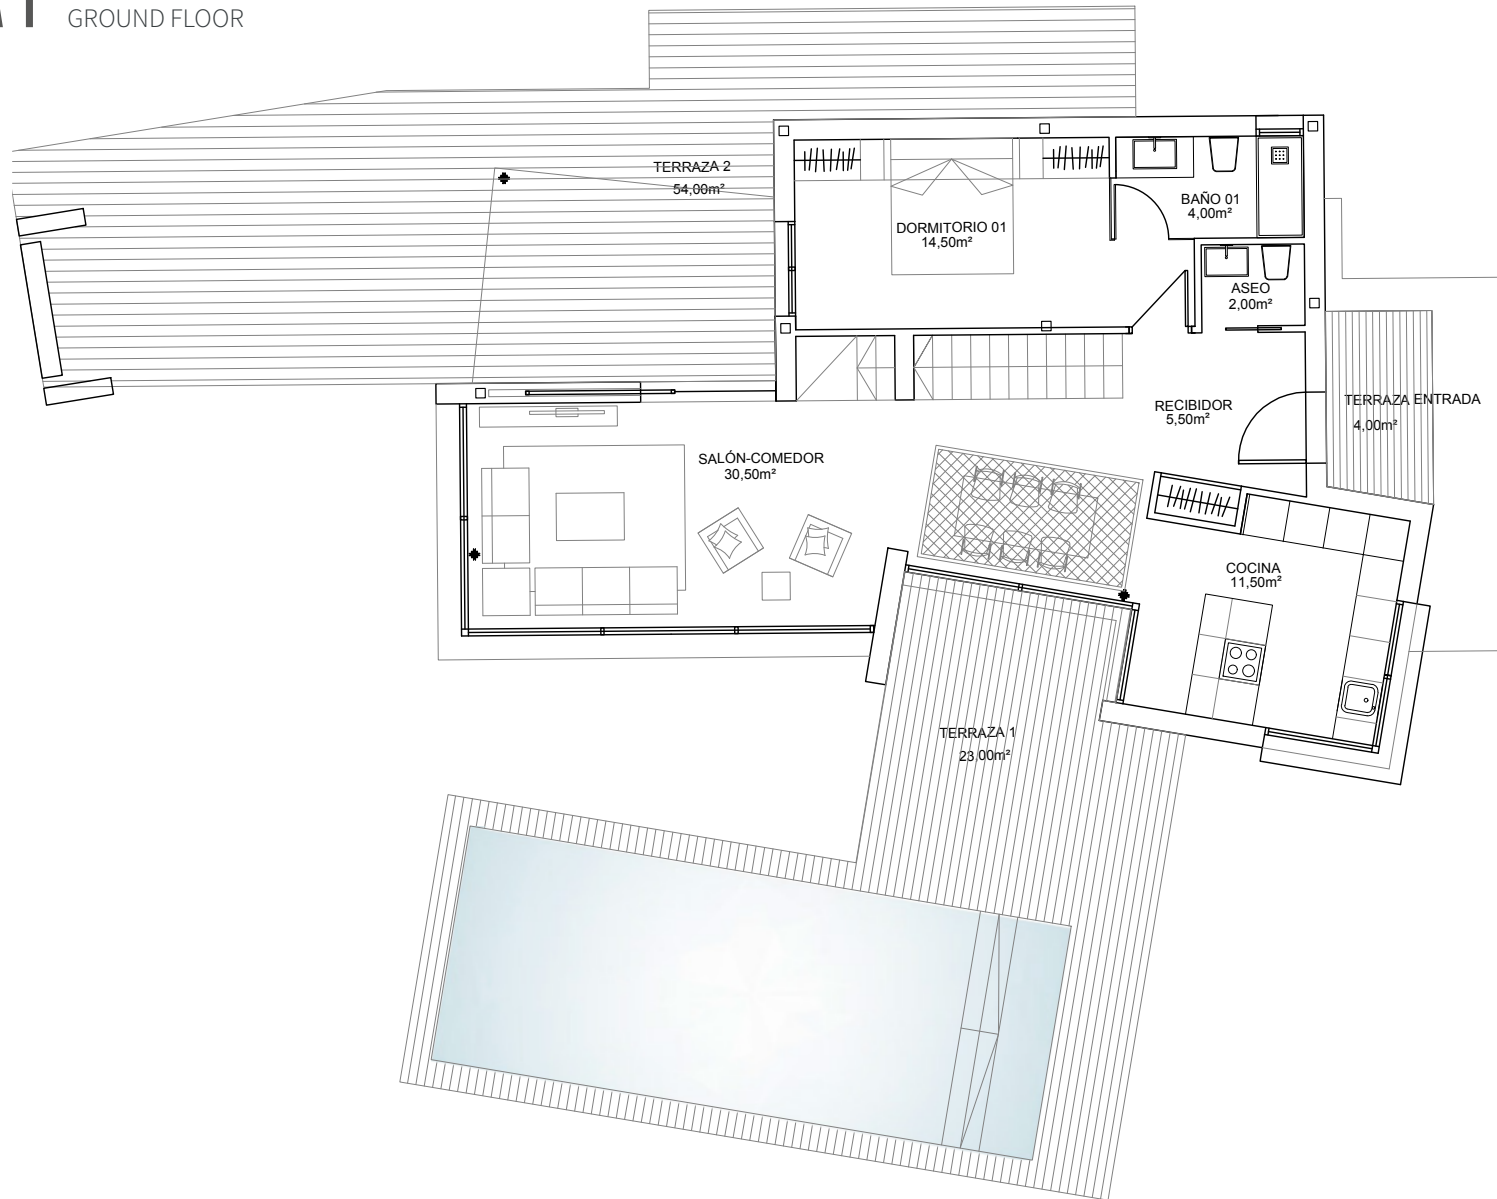 GROUND FLOOR
TERRAZA 2
54,00m²
BAÑO 01
4,00m²
DORMITORIO 01
14,50m²
ASEO
2,00m²
RECIBIDOR
5,50m²
TERRAZA ENTRADA
4,00m²
SALÓN-COMEDOR
30,50m²
COCINA
11,50m²
TERRAZA 1
23,00m²